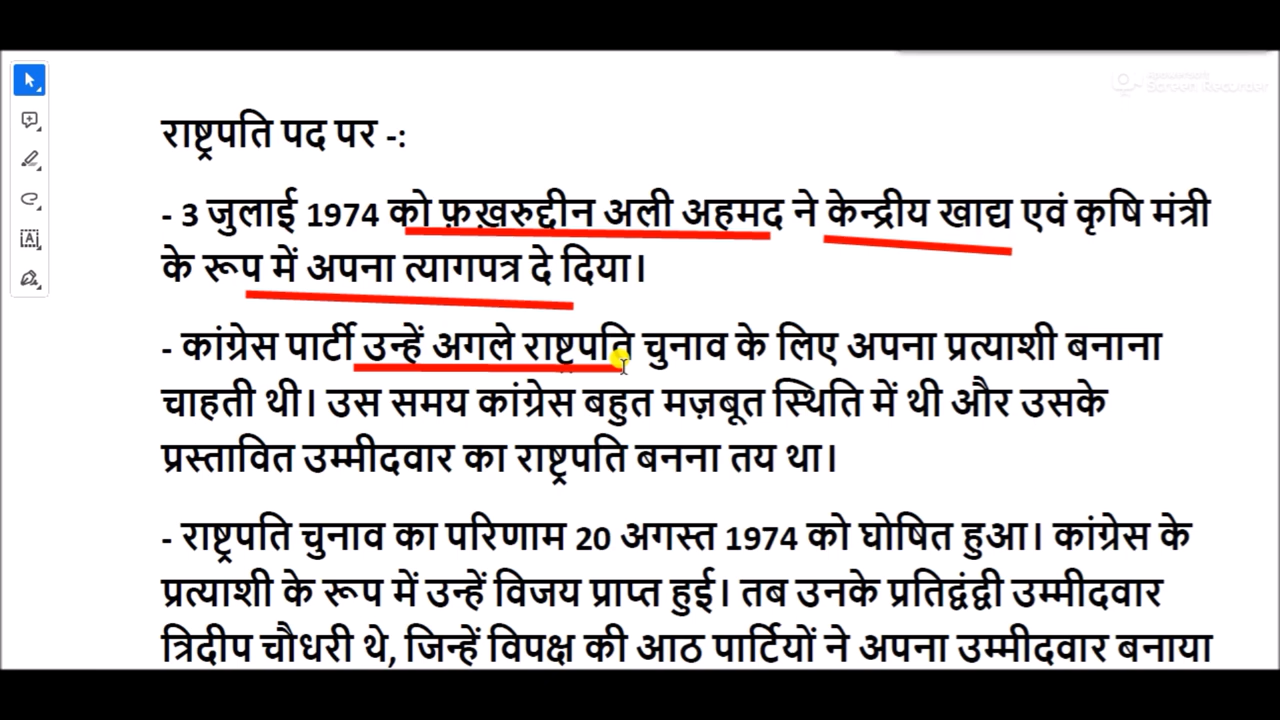 Screen Recorder
राष्ट्रपति पद पर -:
- 3 जुलाई 1974 को फ़ख़रुद्दीन अली अहमद ने केन्द्रीय खाद्य एवं कृषि मंत्री
के रूप में अपना त्यागपत्र दे दिया।
- कांग्रेस पार्टी उन्हें अगले राष्ट्रपति चुनाव के लिए अपना प्रत्याशी बनाना
चाहती थी। उस समय कांग्रेस बहुत मज़बूत स्थिति में थी और उसके
प्रस्तावित उम्मीदवार का राष्ट्रपति बनना तय था।
- राष्ट्रपति चुनाव का परिणाम 20 अगस्त 1974 को घोषित हुआ। कांग्रेस के
प्रत्याशी के रूप में उन्हें विजय प्राप्त हुई। तब उनके प्रतिद्वंद्वी उम्मीदवार
त्रिदीप चौधरी थे, जिन्हें विपक्ष की आठ पार्टियों ने अपना उम्मीदवार बनाया